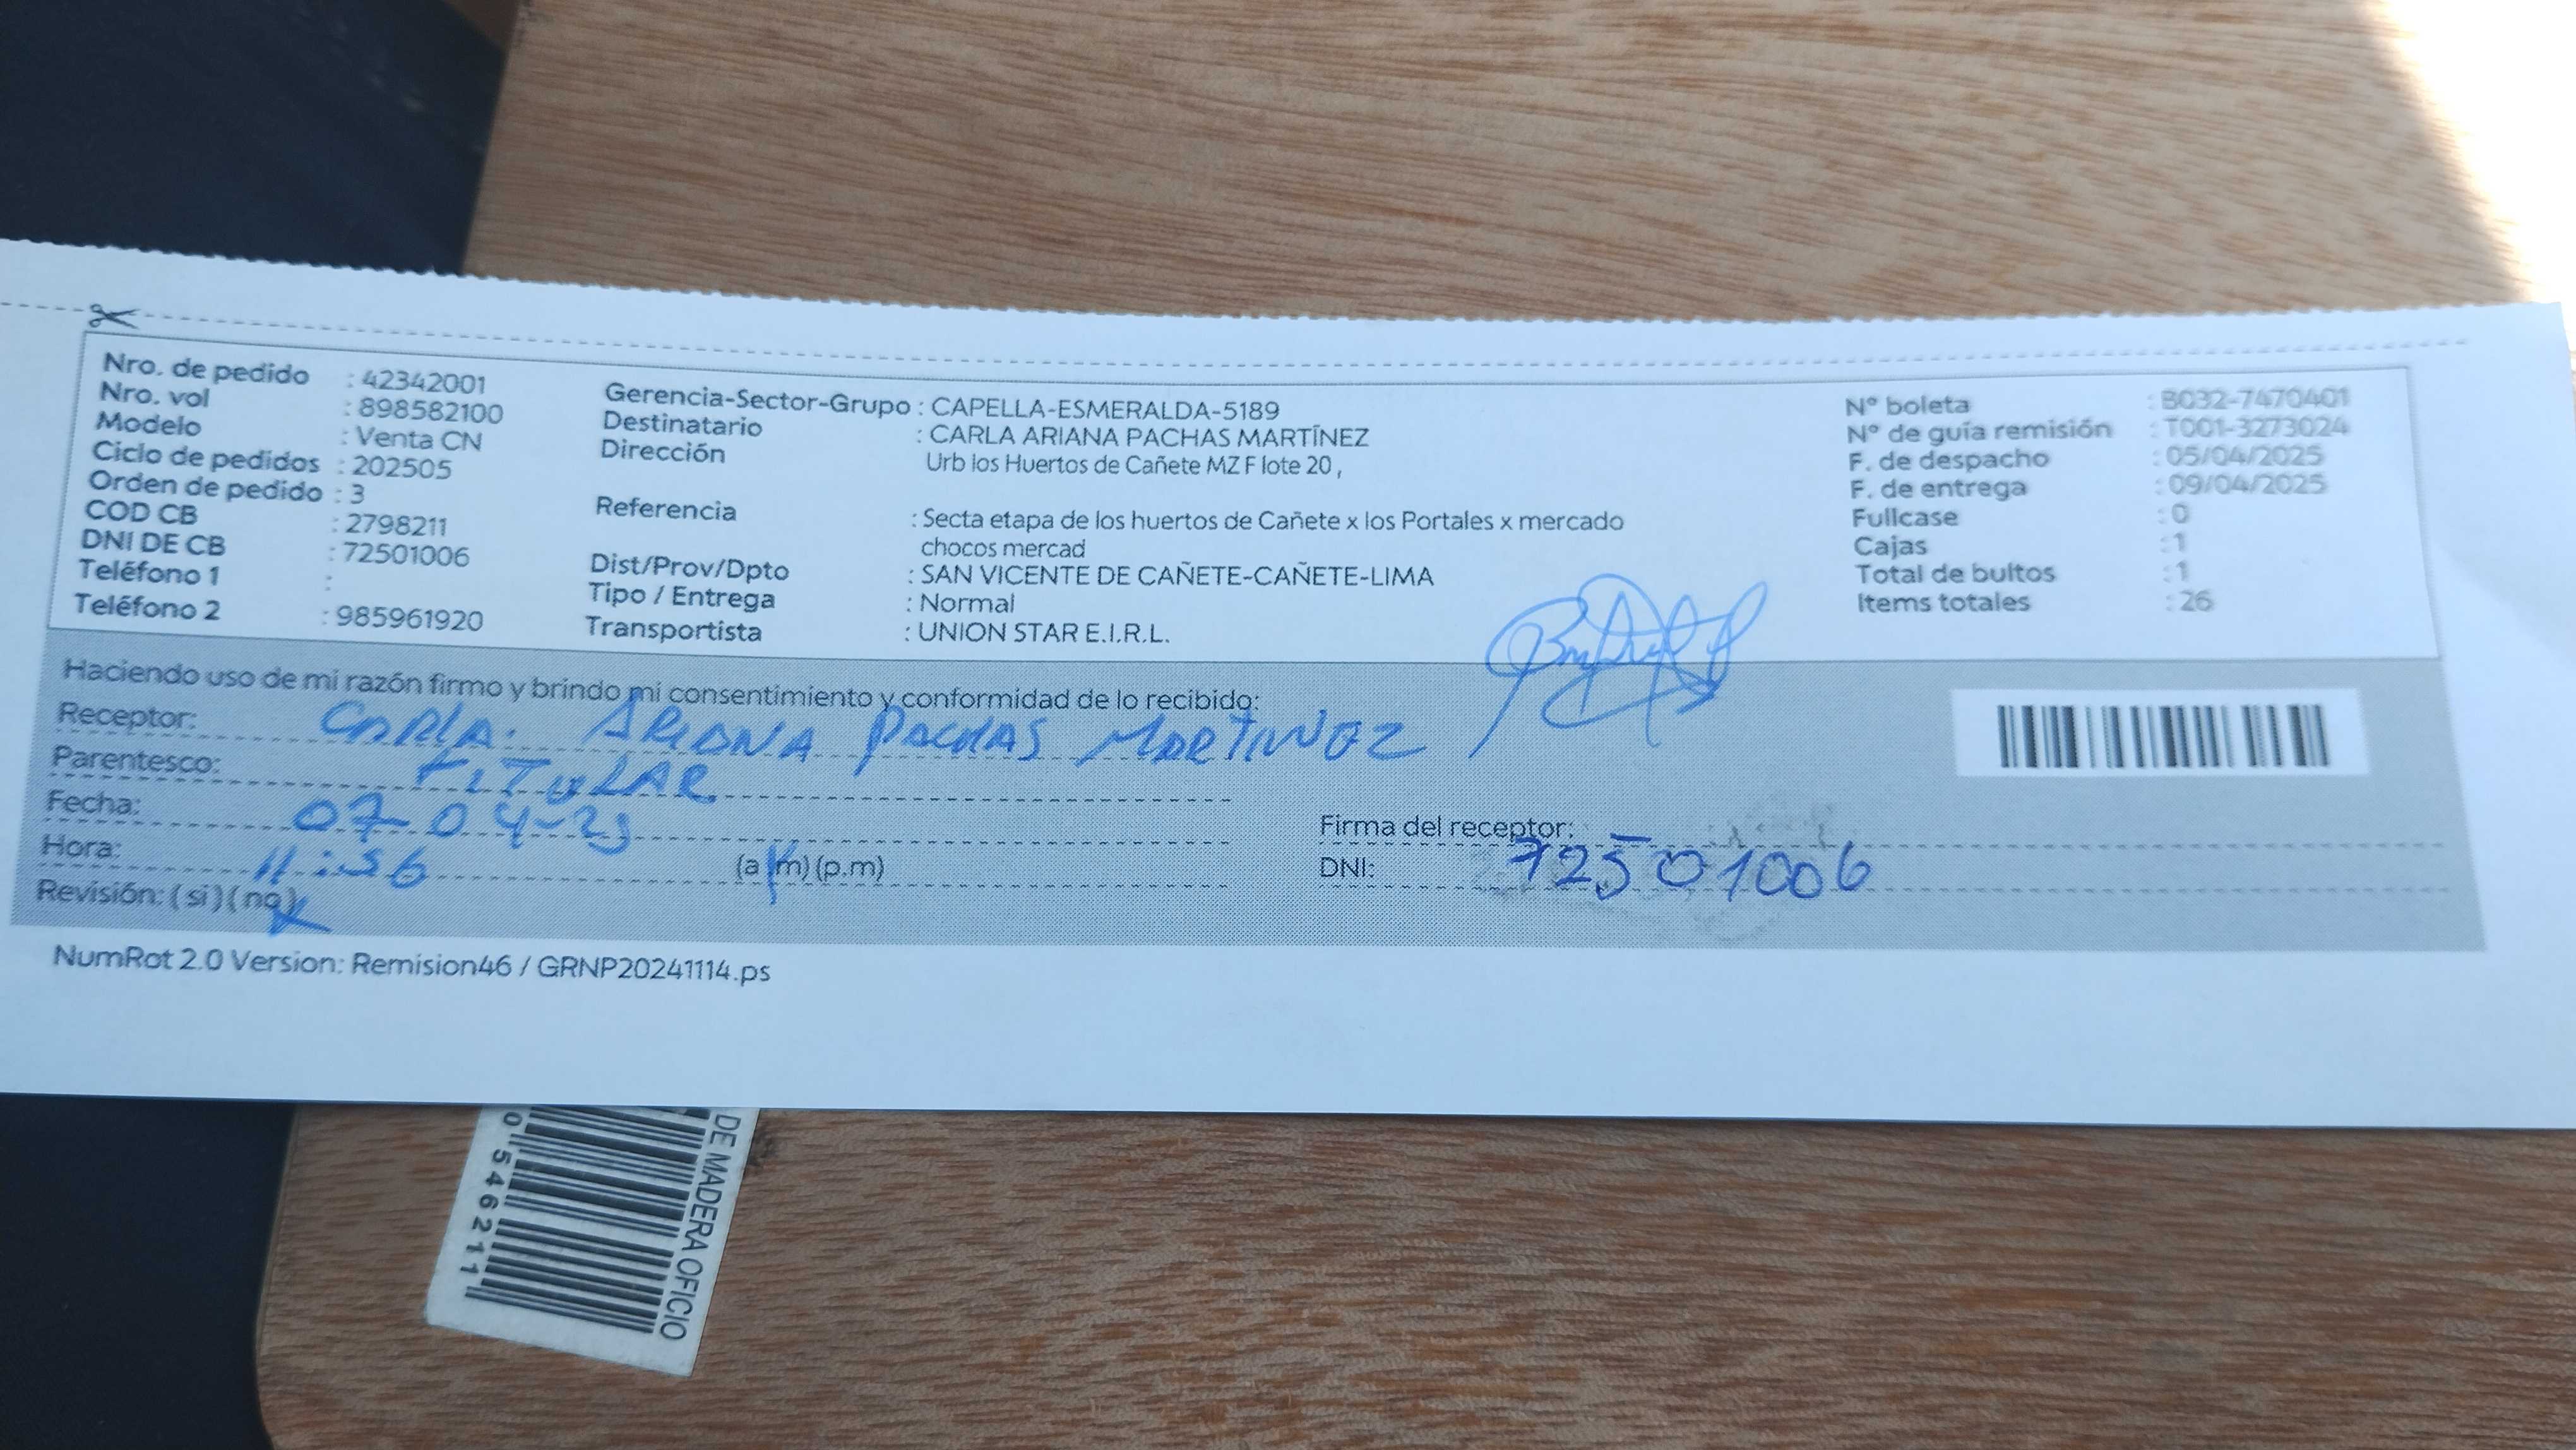 Nro. de pedido : 42342001
Nro. vol : 898582100
Modelo : Venta CN
Ciclo de pedidos : 202505
Orden de pedido : 3
COD CB : 2798211
DNI DE CB : 72501006
Teléfono 1 :
Teléfono 2 : 985961920
Gerencia-Sector-Grupo : CAPELLA-ESMERALDA-5189
Destinatario : CARLA ARIANA PACHAS MARTÍNEZ
Dirección Urb los Huertos de Cañete MZ F lote 20 ,
Referencia : Secta etapa de los huertos de Cañete x los Portales x mercado
chocos mercad
Dist/Prov/Dpto : SAN VICENTE DE CAÑETE-CAÑETE-LIMA
Tipo / Entrega : Normal
Transportista : UNION STAR E.I.R.L.
Nº boleta : B032-7470401
Nº de guía remisión : T001-3273024
F. de despacho : 05/04/2025
F. de entrega : 09/04/2025
Fullcase : 0
Cajas : 1
Total de bultos : 1
Items totales : 26
Haciendo uso de mi razón firmo y brindo mi consentimiento y conformidad de lo recibido:
Receptor: CARLA. ARIANA PACHAS MARTINEZ
Parentesco: TITULAR
Fecha: 07-04-25
Hora: 11:56 (a.m) (p.m)
Revisión: (si) (no)
Firma del receptor:
DNI: 72501006
NumRot 2.0 Version: Remision46 / GRNP20241114.ps
DE MADERA OFICIO
0 546211